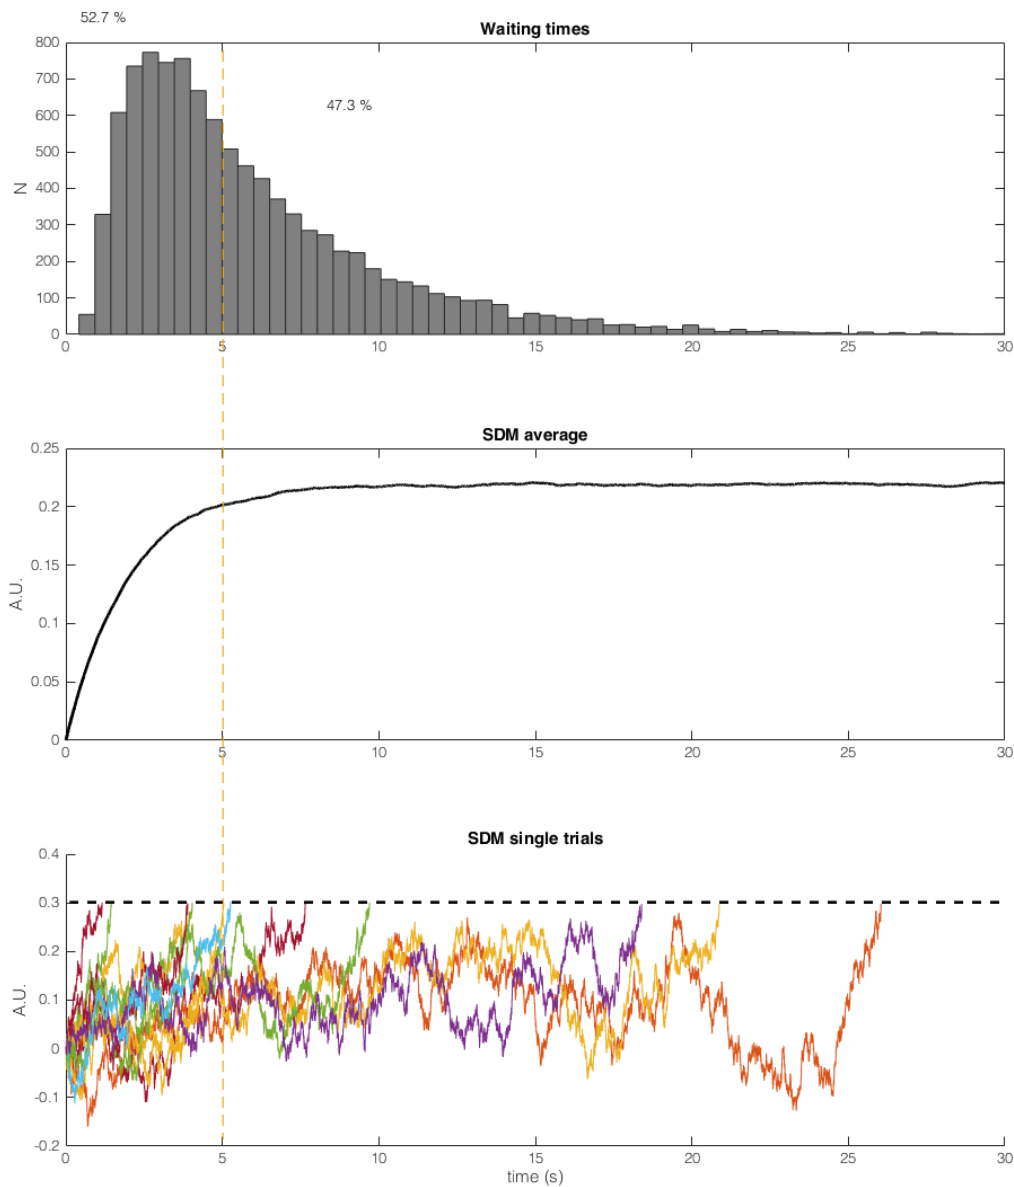 52.7 %
Waiting times
800
700
600
500
400
300
200
100
0
N
47.3 %
0 5 10 15 20 25 30
SDM average
0.25
0.2
0.15
0.1
0.05
0
A.U.
0 5 10 15 20 25 30
SDM single trials
0.4
0.3
0.2
0.1
0
-0.1
-0.2
A.U.
0 5 10 15 20 25 30
time (s)